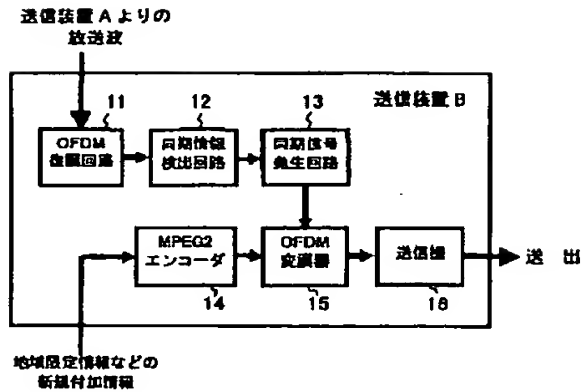 送信装置Aよりの
放送波
送信装置B
11
OFDM
復調回路
12
同期情報
検出回路
13
同期信号
発生回路
MPEG2
エンコーダ
14
OFDM
変調器
15
送信機
16
送 出
地域限定情報などの
新規付加情報